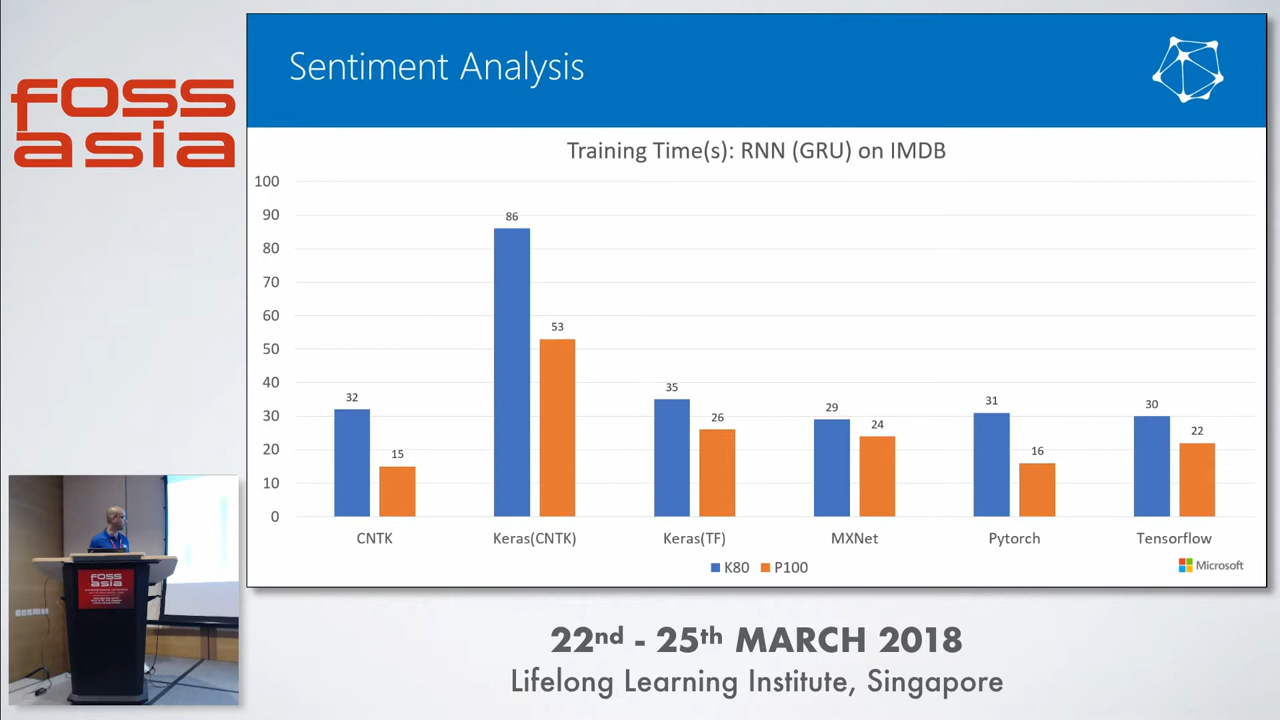 foss
asia
Sentiment Analysis
Training Time(s): RNN (GRU) on IMDB
100
90
80
70
60
50
40
30
20
10
0
32
15
86
53
35
26
29
24
31
16
30
22
CNTK
Keras(CNTK)
Keras(TF)
MXNet
Pytorch
Tensorflow
K80
P100
Microsoft
FOSS
ASIA
22nd - 25th MARCH 2018
Lifelong Learning Institute, Singapore